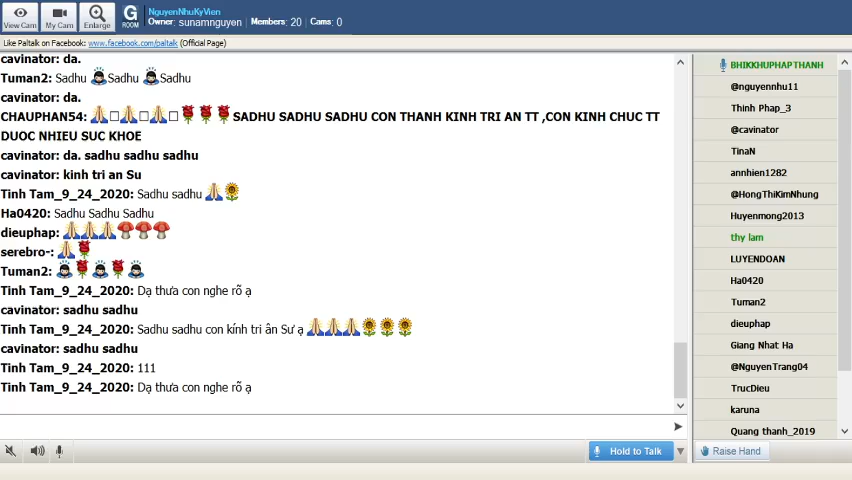 View Cam
My Cam
Enlarge
G
ROOM
NguyenNhuKyVien
Owner: sunamnguyen Members: 20 Cams: 0
Like Paltalk on Facebook: www.facebook.com/paltalk (Official Page)
cavinator: da.
Tuman2: Sadhu Sadhu Sadhu
cavinator: da.
CHAUPHAN54: SADHU SADHU SADHU CON THANH KINH TRI AN TT ,CON KINH CHUC TT
DUOC NHIEU SUC KHOE
cavinator: da. sadhu sadhu sadhu
cavinator: kinh tri an Su
Tinh Tam_9_24_2020: Sadhu sadhu
Ha0420: Sadhu Sadhu Sadhu
dieuphap:
serebro-:
Tuman2:
Tinh Tam_9_24_2020: Dạ thưa con nghe rõ ạ
cavinator: sadhu sadhu
Tinh Tam_9_24_2020: Sadhu sadhu con kính tri ân Sư ạ
cavinator: sadhu sadhu
Tinh Tam_9_24_2020: 111
Tinh Tam_9_24_2020: Dạ thưa con nghe rõ ạ
Hold to Talk
BHIKKHUPHAPTHANH
@nguyennhu11
Thinh Phap_3
@cavinator
TinaN
annhien1282
@HongThiKimNhung
Huyenmong2013
thy lam
LUYENDOAN
Ha0420
Tuman2
dieuphap
Giang Nhat Ha
@NguyenTrang04
TrucDieu
karuna
Quang thanh_2019
Raise Hand